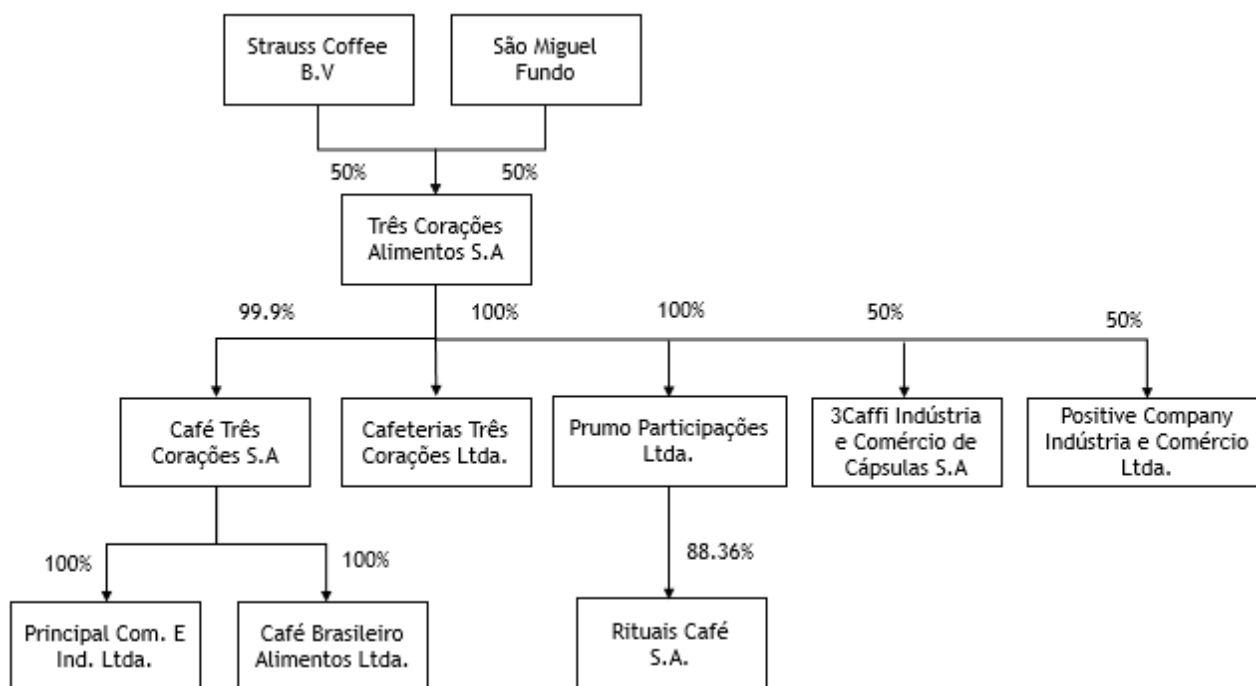 Strauss Coffee
B.V
São Miguel
Fundo
50%
50%
Três Corações
Alimentos S.A
99.9%
100%
100%
50%
50%
Café Três
Corações S.A
Cafeterias Três
Corações Ltda.
Prumo Participações
Ltda.
3Caffi Indústria
e Comércio de
Cápsulas S.A
Positive Company
Indústria e Comércio
Ltda.
100%
100%
88.36%
Principal Com. E
Ind. Ltda.
Café Brasileiro
Alimentos Ltda.
Rituais Café
S.A.